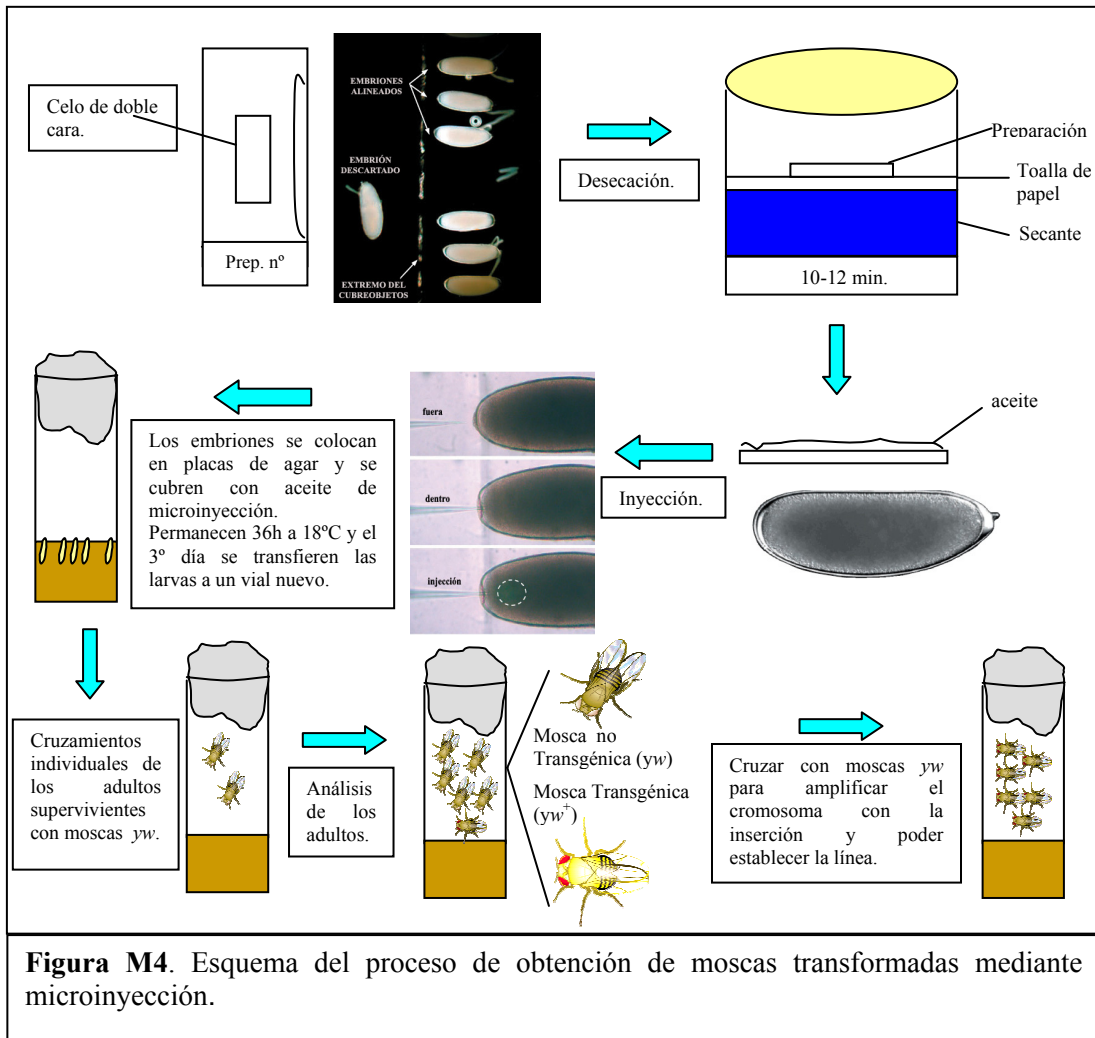 Celo de doble
cara.
Prep. nº
EMBRIONES
ALINEADOS
EMBRIÓN
DESCARTADO
EXTREMO DEL
CUBREOBJETOS
Desecación.
Preparación
Toalla de
papel
Secante
10-12 min.
aceite
Inyección.
fuera
dentro
injección
Los embriones se colocan
en placas de agar y se
cubren con aceite de
microinyección.
Permanecen 36h a 18ºC y el
3º día se transfieren las
larvas a un vial nuevo.
Cruzamientos
individuales de
los adultos
supervivientes
con moscas yw.
Análisis
de los
adultos.
Mosca no
Transgénica (yw)
Mosca Transgénica
(yw+)
Cruzar con moscas yw
para amplificar el
cromosoma con la
inserción y poder
establecer la línea.
Figura M4. Esquema del proceso de obtención de moscas transformadas mediante
microinyección.